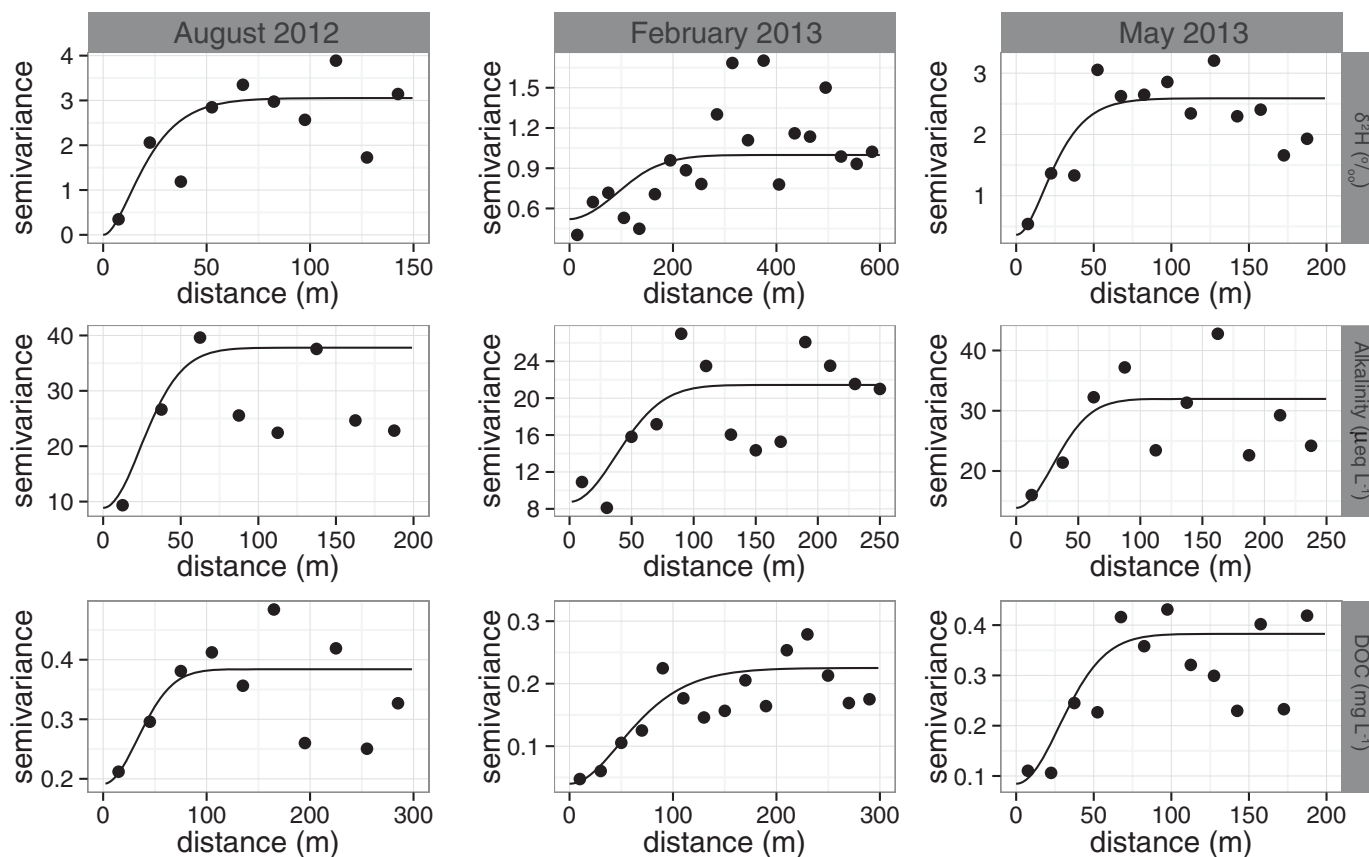 August 2012
February 2013
May 2013
semivariance
4
3
2
1
0
0 50 100 150
distance (m)
semivariance
1.5
1.2
0.9
0.6
0 200 400 600
distance (m)
semivariance
3
2
1
0 50 100 150 200
distance (m)
δ²H (º/ₒₒ)
semivariance
40
30
20
10
0 50 100 150 200
distance (m)
semivariance
24
20
16
12
8
0 50 100 150 200 250
distance (m)
semivariance
40
30
20
0 50 100 150 200 250
distance (m)
Alkalinity (µeq L⁻¹)
semivariance
0.4
0.3
0.2
0 100 200 300
distance (m)
semivariance
0.3
0.2
0.1
0 100 200 300
distance (m)
semivariance
0.4
0.3
0.2
0.1
0 50 100 150 200
distance (m)
DOC (mg L⁻¹)